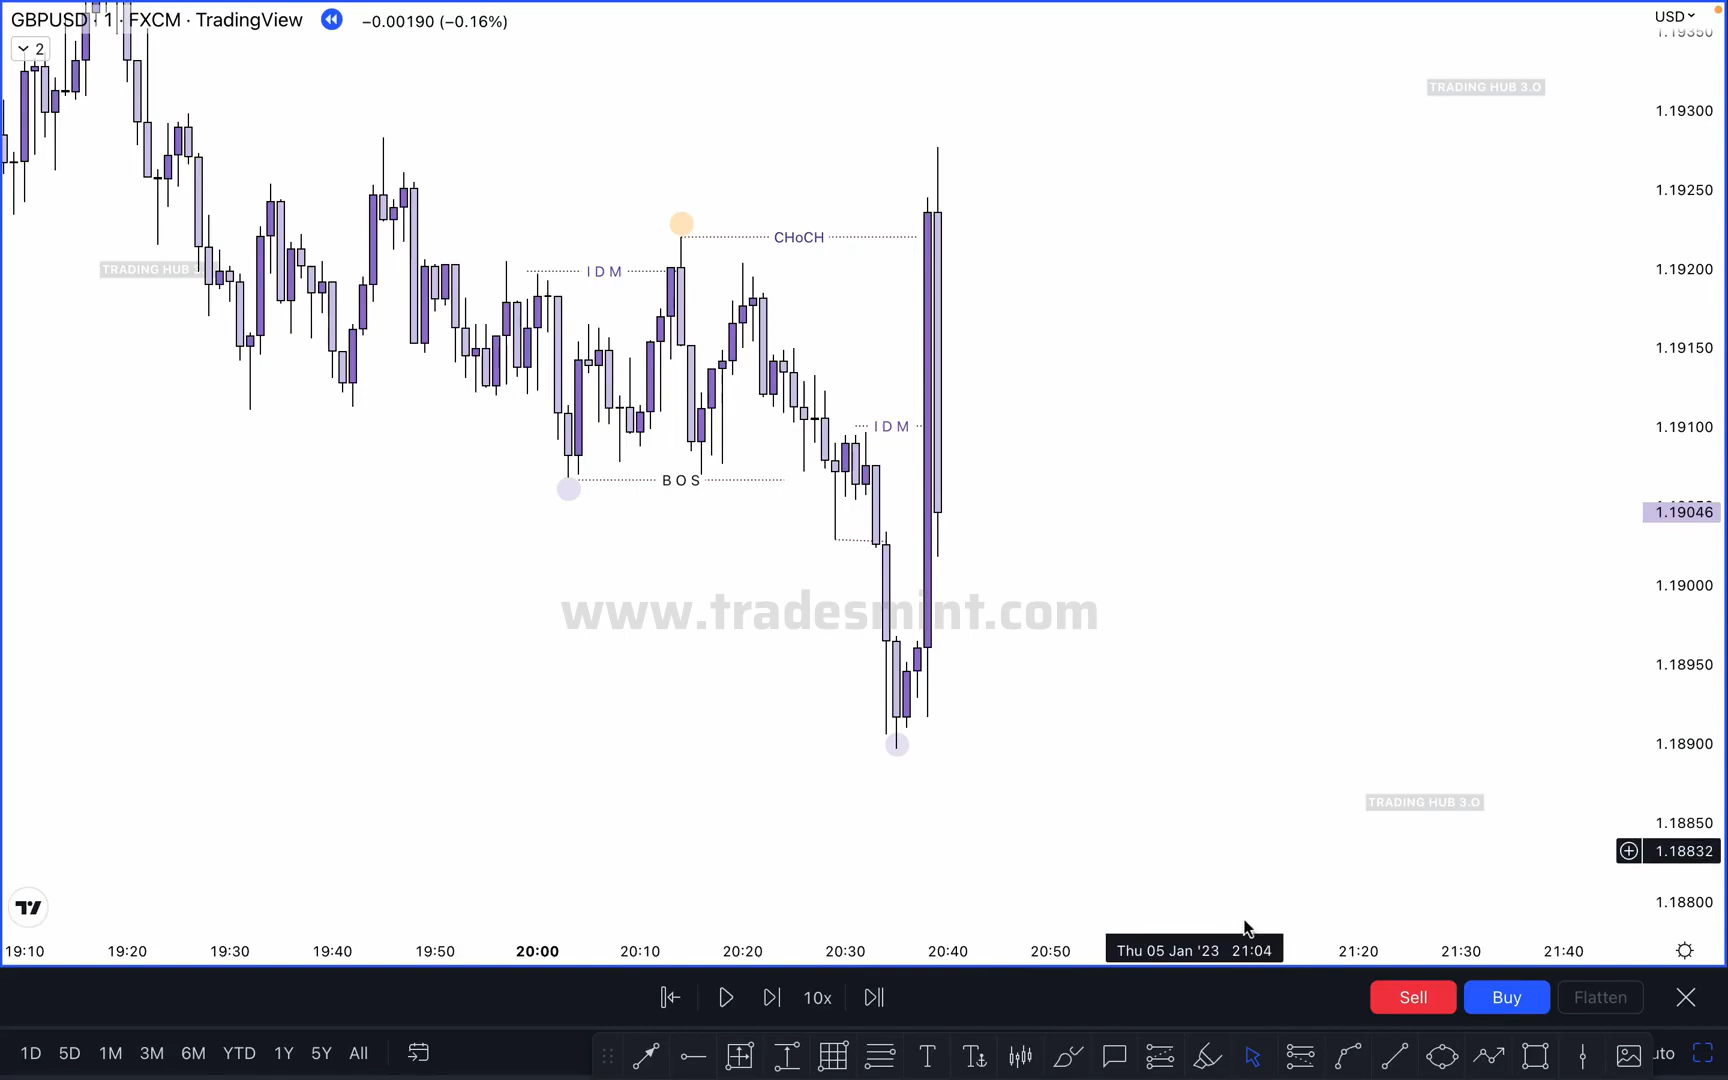 GBPUSD · 1 · FXCM · TradingView −0.00190 (−0.16%)
2
USD
1.19350
TRADING HUB 3.O
1.19300
1.19250
CHoCH
TRADING HUB 3
I D M
1.19200
1.19150
I D M
1.19100
B O S
1.19046
1.19000
www.tradesmint.com
1.18950
1.18900
TRADING HUB 3.O
1.18850
1.18832
1.18800
19:10 19:20 19:30 19:40 19:50 20:00 20:10 20:20 20:30 20:40 20:50 Thu 05 Jan '23 21:04 21:20 21:30 21:40
10x Sell Buy Flatten
1D 5D 1M 3M 6M YTD 1Y 5Y All uto